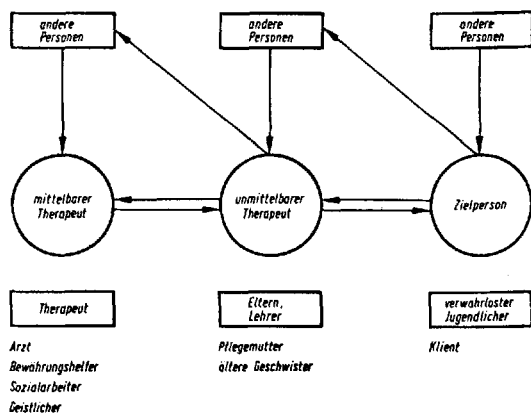 andere
Personen
andere
Personen
andere
Personen
mittelbarer
Therapeut
unmittelbarer
Therapeut
Zielperson
Therapeut
Eltern,
Lehrer
verwahrloster
Jugendlicher
Arzt
Bewährungshelfer
Sozialarbeiter
Geistlicher
Pflegemutter
ältere Geschwister
Klient